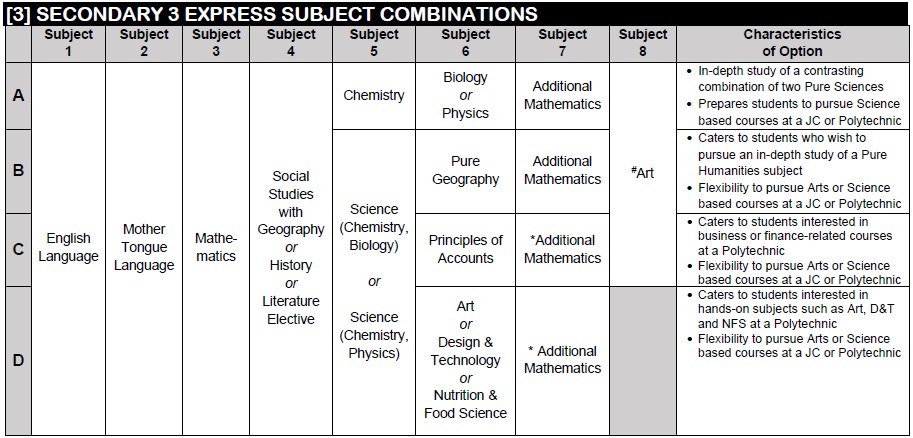 [3] SECONDARY 3 EXPRESS SUBJECT COMBINATIONS
Subject 1
Subject 2
Subject 3
Subject 4
Subject 5
Subject 6
Subject 7
Subject 8
Characteristics
of Option
A
B
C
D
English
Language
Mother
Tongue
Language
Mathe-
matics
Social
Studies
with
Geography
or
History
or
Literature
Elective
Chemistry
Science
(Chemistry,
Biology)
or
Science
(Chemistry,
Physics)
Biology
or
Physics
Pure
Geography
Principles of
Accounts
Art
or
Design &
Technology
or
Nutrition &
Food Science
Additional
Mathematics
Additional
Mathematics
*Additional
Mathematics
* Additional
Mathematics
#Art
• In-depth study of a contrasting
combination of two Pure Sciences
• Prepares students to pursue Science
based courses at a JC or Polytechnic
• Caters to students who wish to
pursue an in-depth study of a Pure
Humanities subject
• Flexibility to pursue Arts or Science
based courses at a JC or Polytechnic
• Caters to students interested in
business or finance-related courses
at a Polytechnic
• Flexibility to pursue Arts or Science
based courses at a JC or Polytechnic
• Caters to students interested in
hands-on subjects such as Art, D&T
and NFS at a Polytechnic
• Flexibility to pursue Arts or Science
based courses at a JC or Polytechnic